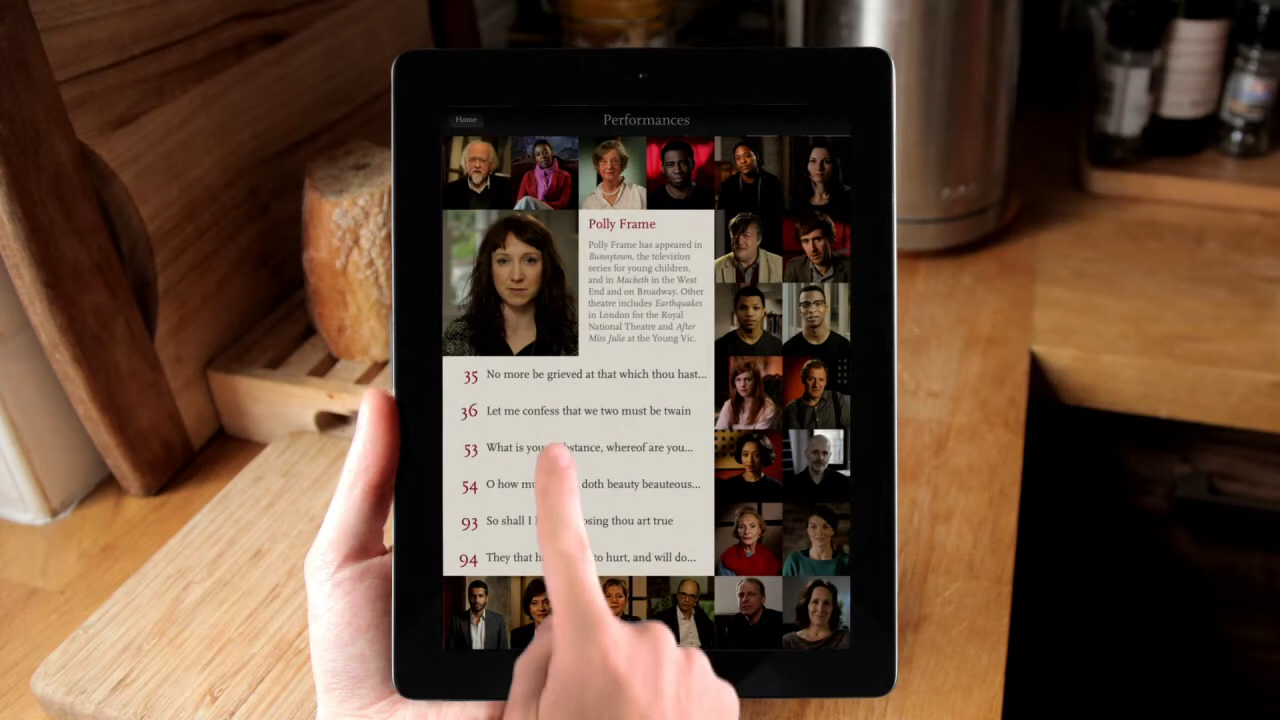 Home
Performances
Polly Frame
Polly Frame has appeared in
Bunnytown, the television
series for young children,
and in Macbeth in the West
End and on Broadway. Other
theatre includes Earthquakes
in London for the Royal
National Theatre and After
Miss Julie at the Young Vic.
35 No more be grieved at that which thou hast...
36 Let me confess that we two must be twain
53 What is your substance, whereof are you...
54 O how doth beauty beauteous...
93 So shall I thou art true
94 They that to hurt, and will do...